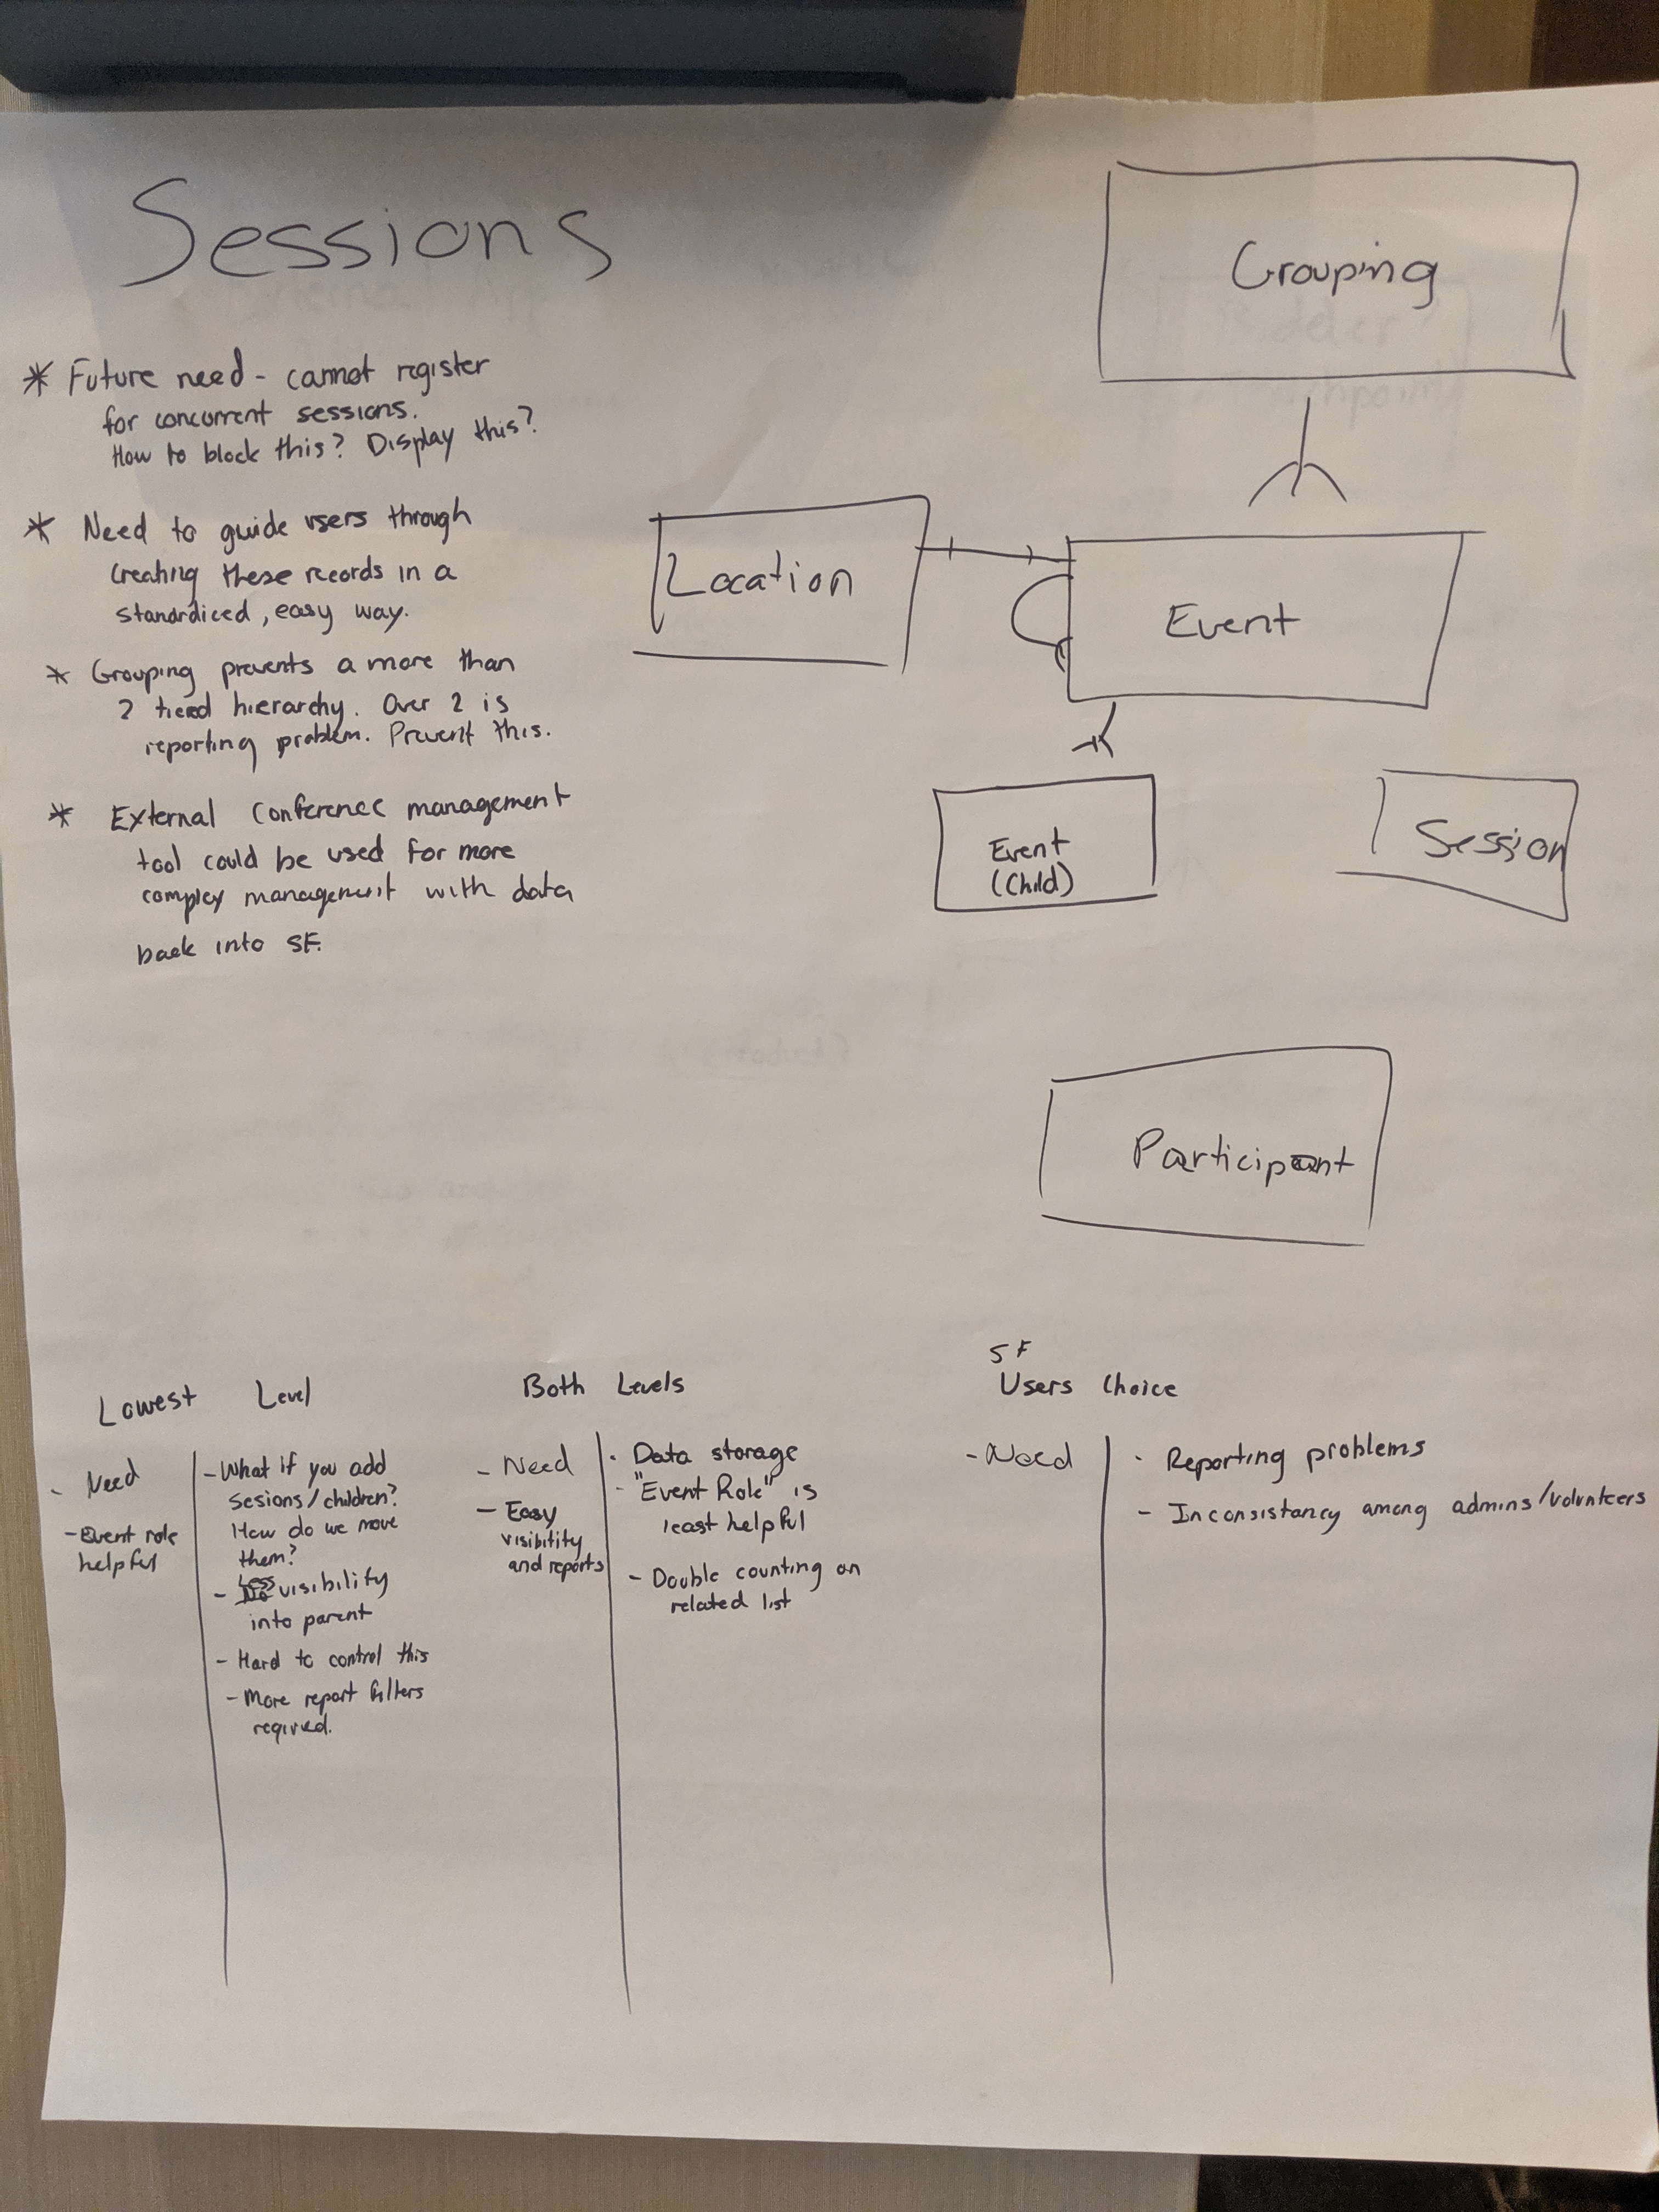 Sessions
* Future need - cannot register
for concurrent sessions.
How to block this? Display this?
* Need to guide users through
creating these records in a
standardiced, easy way.
* Grouping prevents a more than
2 tiered hierarchy. Over 2 is
reporting problem. Prevent this.
* External Conference management
tool could be used for more
complex management with data
back into SF.
Grouping
Location
Event
Event
(Child)
Session
Participant
Lowest Level
- Need
- Event role
helpful
- What if you add
sesions/children?
How do we move
them?
- Less visibility
into parent
- Hard to control this
- More report filters
required.
Both Levels
- Need
- Easy
visibitity
and reports
· Data storage
- "Event Role" is
least helpful
- Double counting on
related list
SF
Users Choice
- Need
· Reporting problems
- Inconsistancy among admins/volunteers